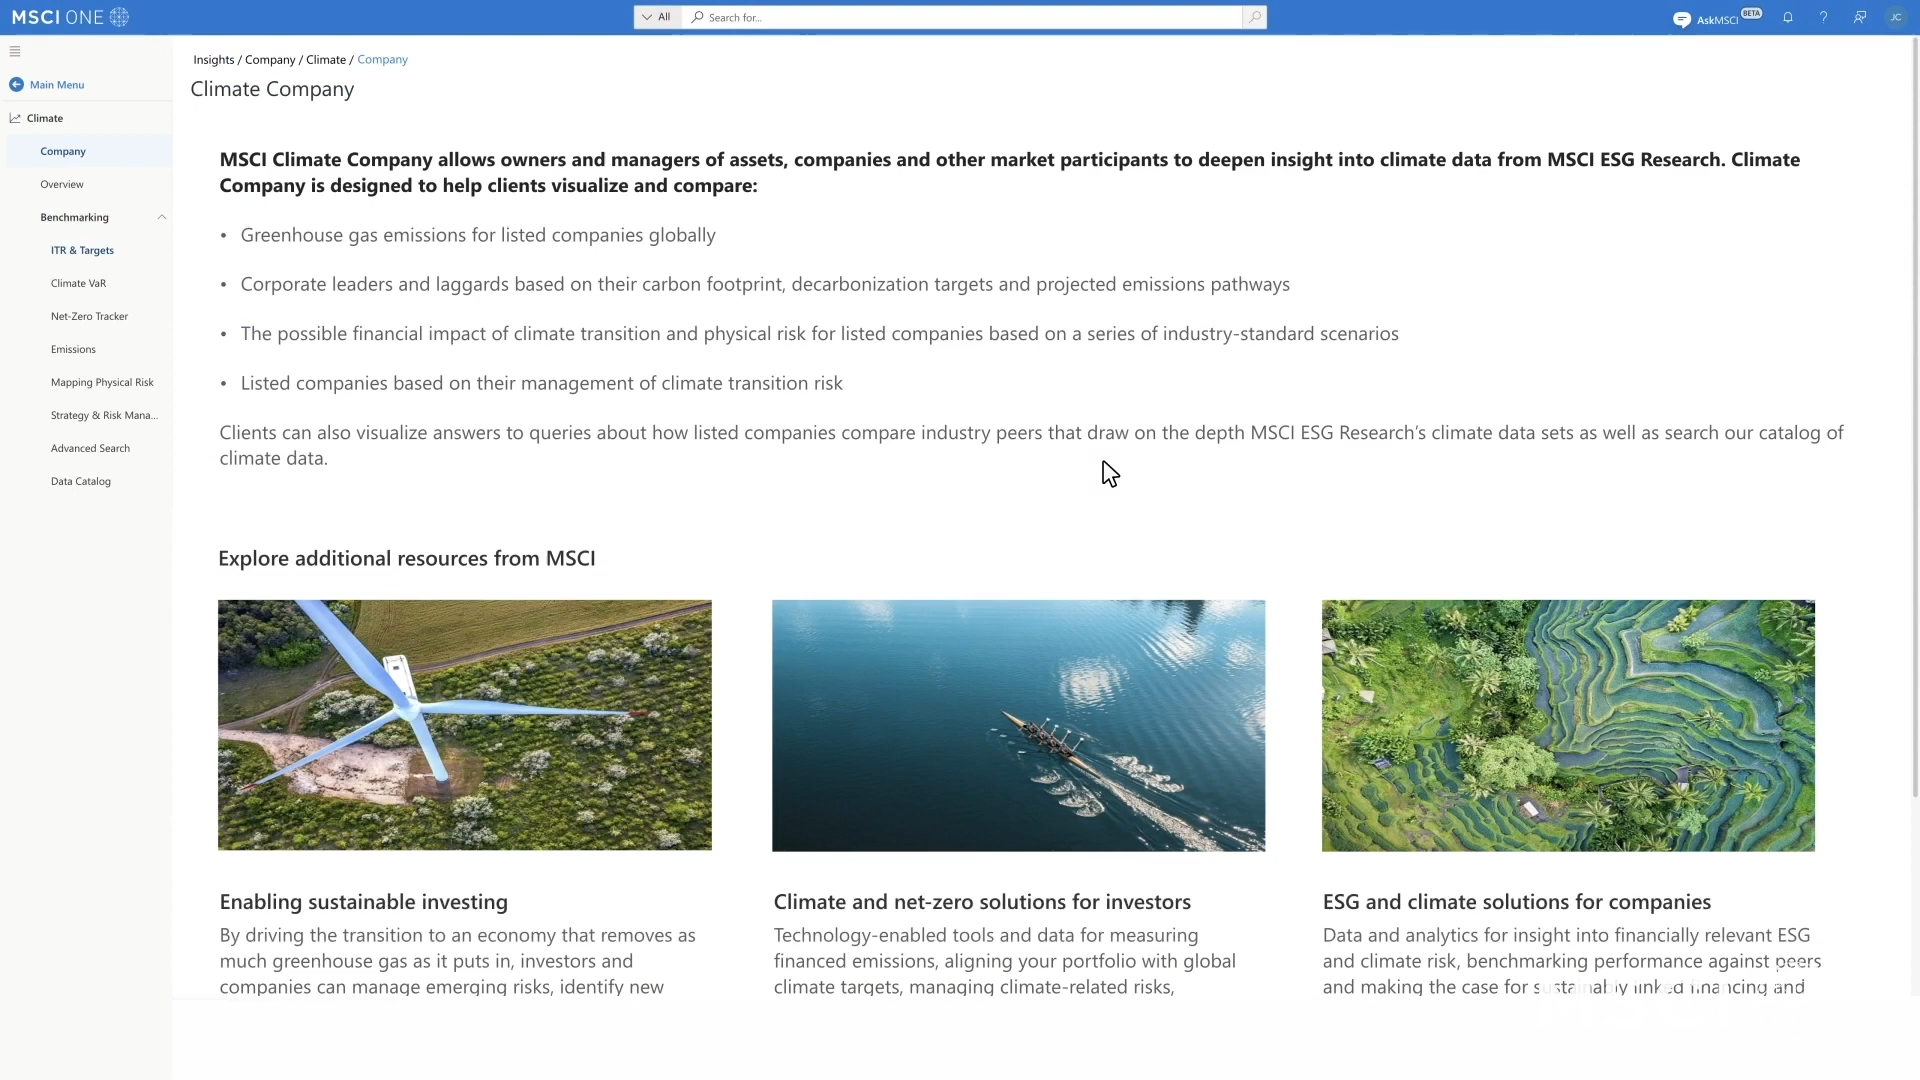 MSCI ONE
All
Search for...
AskMSCI BETA
JC
Main Menu
Climate
Company
Overview
Benchmarking
ITR & Targets
Climate VaR
Net-Zero Tracker
Emissions
Mapping Physical Risk
Strategy & Risk Mana...
Advanced Search
Data Catalog
Insights / Company / Climate / Company
Climate Company
MSCI Climate Company allows owners and managers of assets, companies and other market participants to deepen insight into climate data from MSCI ESG Research. Climate
Company is designed to help clients visualize and compare:
• Greenhouse gas emissions for listed companies globally
• Corporate leaders and laggards based on their carbon footprint, decarbonization targets and projected emissions pathways
• The possible financial impact of climate transition and physical risk for listed companies based on a series of industry-standard scenarios
• Listed companies based on their management of climate transition risk
Clients can also visualize answers to queries about how listed companies compare industry peers that draw on the depth MSCI ESG Research's climate data sets as well as search our catalog of
climate data.
Explore additional resources from MSCI
Enabling sustainable investing
By driving the transition to an economy that removes as
much greenhouse gas as it puts in, investors and
companies can manage emerging risks, identify new
Climate and net-zero solutions for investors
Technology-enabled tools and data for measuring
financed emissions, aligning your portfolio with global
climate targets, managing climate-related risks,
ESG and climate solutions for companies
Data and analytics for insight into financially relevant ESG
and climate risk, benchmarking performance against peers
and making the case for sustainably linked financing and